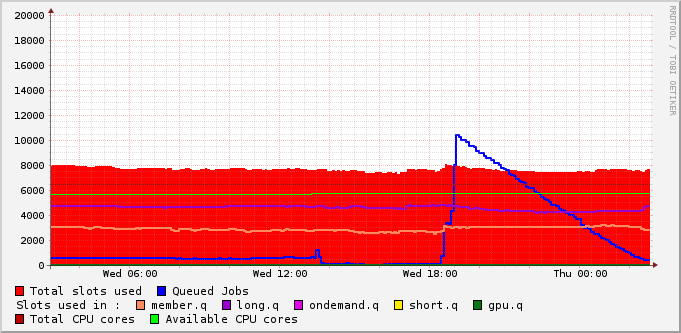 20000
18000
16000
14000
12000
10000
8000
6000
4000
2000
0
Wed 06:00 Wed 12:00 Wed 18:00 Thu 00:00
Total slots used Queued Jobs
Slots used in : member.q long.q ondemand.q short.q gpu.q
Total CPU cores Available CPU cores
RRDTOOL / TOBI OETIKER